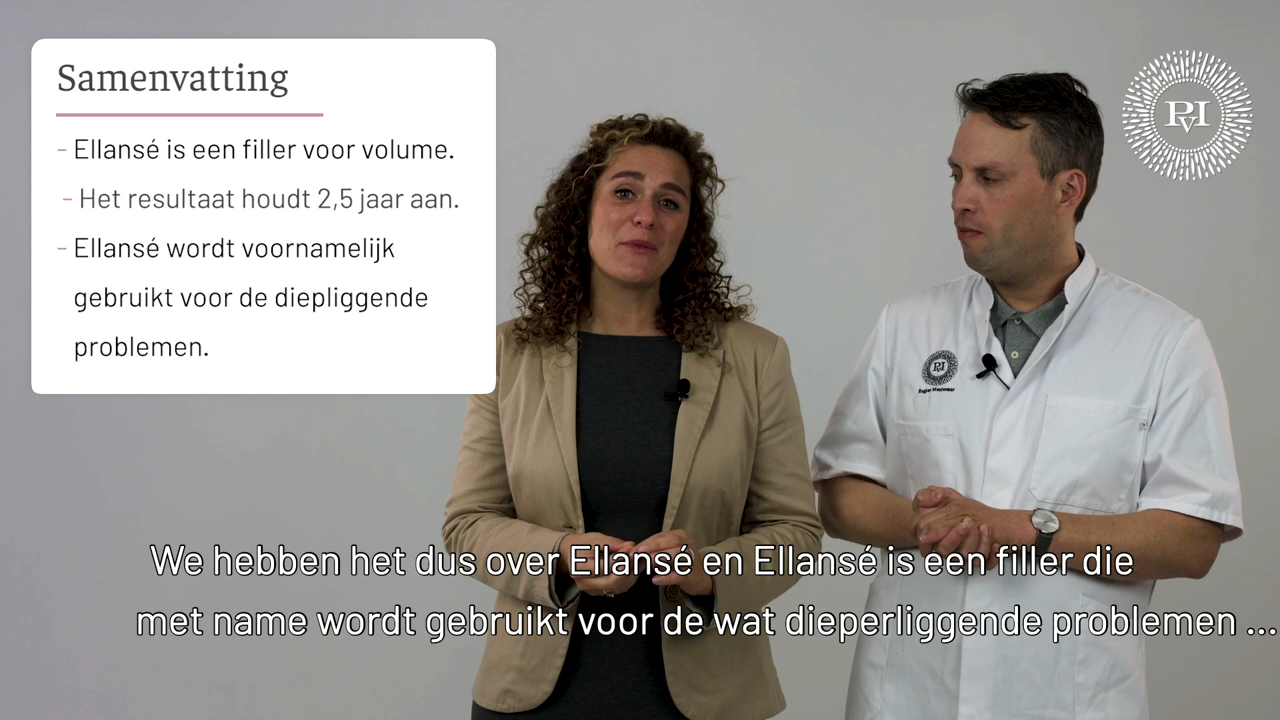 Samenvatting
- Ellansé is een filler voor volume.
- Het resultaat houdt 2,5 jaar aan.
- Ellansé wordt voornamelijk
gebruikt voor de diepliggende
problemen.
PVI
PVI
We hebben het dus over Ellansé en Ellansé is een filler die
met name wordt gebruikt voor de wat dieperliggende problemen ...